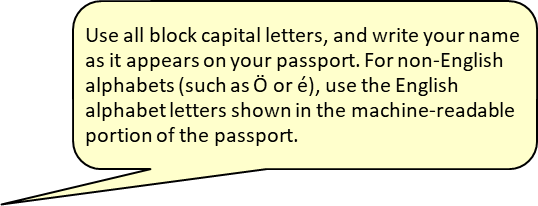 Use all block capital letters, and write your name
as it appears on your passport. For non-English
alphabets (such as Ö or é), use the English
alphabet letters shown in the machine-readable
portion of the passport.